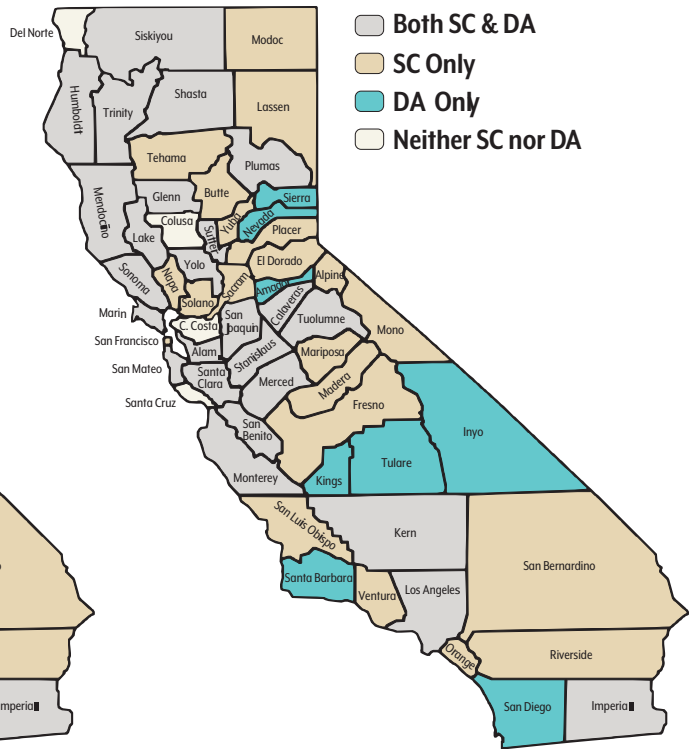 Both SC & DA
SC Only
DA Only
Neither SC nor DA
Del Norte
Siskiyou
Modoc
Humboldt
Trinity
Shasta
Lassen
Tehama
Plumas
Mendocino
Glenn
Butte
Sierra
Colusa
Yuba
Nevada
Lake
Sutter
Placer
Sonoma
Napa
Yolo
El Dorado
Sacram
Amador
Alpine
Solano
Calaveras
Marin
C. Costa
San
Joaquin
Tuolumne
Mono
San Francisco
Alam
Stanislaus
Mariposa
San Mateo
Santa
Clara
Merced
Madera
Santa Cruz
Fresno
San
Benito
Inyo
Monterey
Kings
Tulare
San Luis Obispo
Kern
San Bernardino
Santa Barbara
Ventura
Los Angeles
Orange
Riverside
San Diego
Imperia
mperia